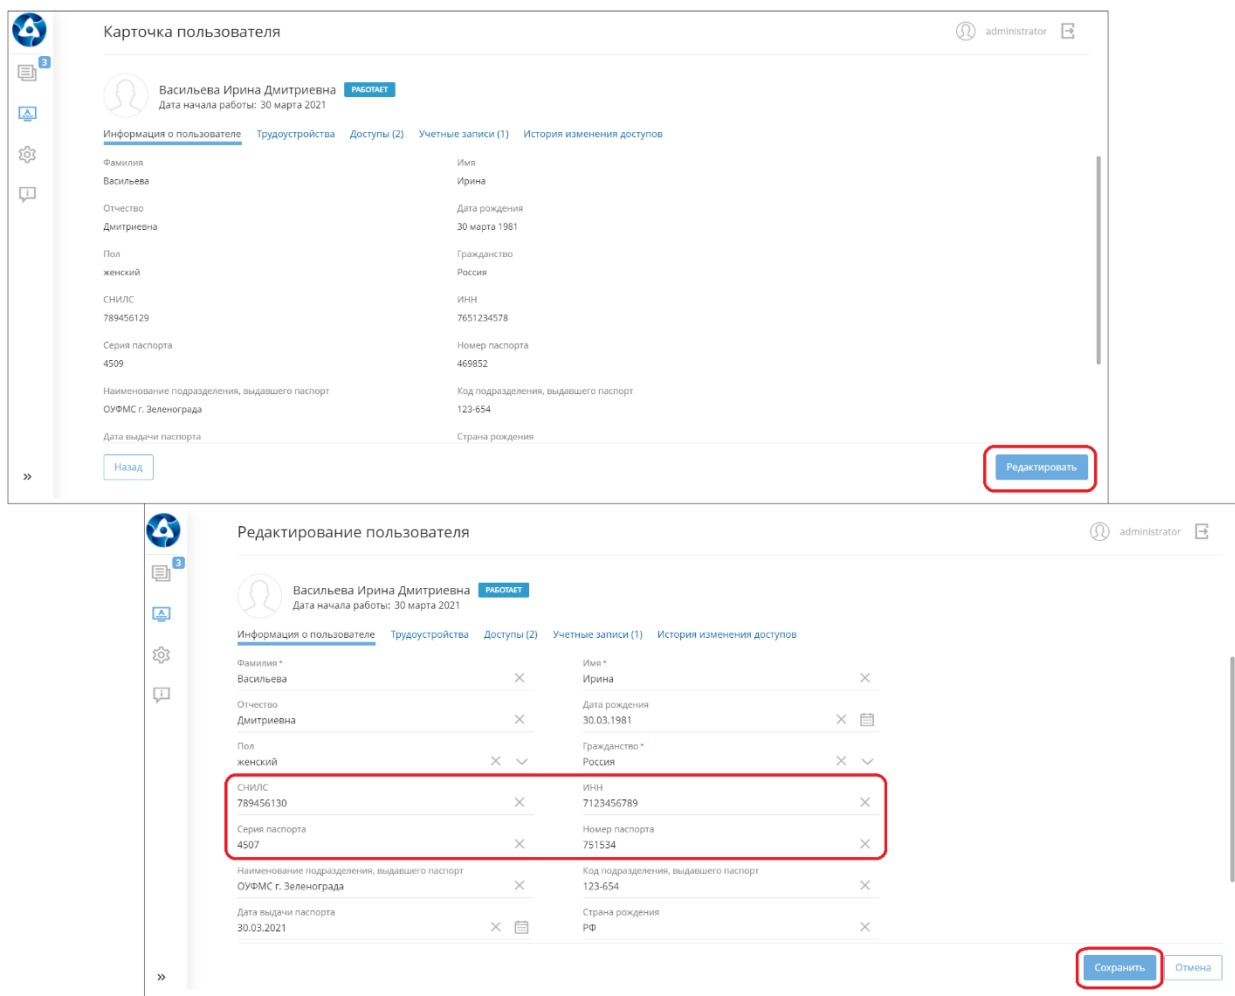 Карточка пользователя
administrator
3
Васильева Ирина Дмитриевна РАБОТАЕТ
Дата начала работы: 30 марта 2021
Информация о пользователе Трудоустройства Доступы (2) Учетные записи (1) История изменения доступов
Фамилия Имя
Васильева Ирина
Отчество Дата рождения
Дмитриевна 30 марта 1981
Пол Гражданство
женский Россия
СНИЛС ИНН
789456129 7651234578
Серия паспорта Номер паспорта
4509 469852
Наименование подразделения, выдавшего паспорт Код подразделения, выдавшего паспорт
ОУФМС г. Зеленограда 123-654
Дата выдачи паспорта Страна рождения
Назад Редактировать
»
Редактирование пользователя
administrator
3
Васильева Ирина Дмитриевна РАБОТАЕТ
Дата начала работы: 30 марта 2021
Информация о пользователе Трудоустройства Доступы (2) Учетные записи (1) История изменения доступов
Фамилия * Имя *
Васильева Ирина
Отчество Дата рождения
Дмитриевна 30.03.1981
Пол Гражданство *
женский Россия
СНИЛС ИНН
789456130 7123456789
Серия паспорта Номер паспорта
4507 751534
Наименование подразделения, выдавшего паспорт Код подразделения, выдавшего паспорт
ОУФМС г. Зеленограда 123-654
Дата выдачи паспорта Страна рождения
30.03.2021 РФ
Сохранить Отмена
»